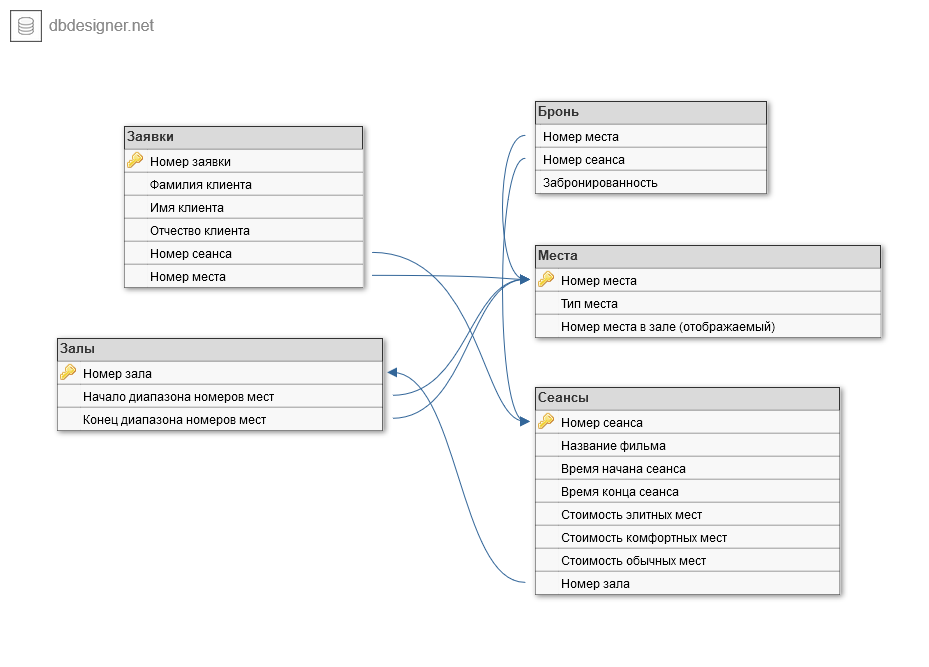 dbdesigner.net
Заявки
Номер заявки
Фамилия клиента
Имя клиента
Отчество клиента
Номер сеанса
Номер места
Залы
Номер зала
Начало диапазона номеров мест
Конец диапазона номеров мест
Бронь
Номер места
Номер сеанса
Забронированность
Места
Номер места
Тип места
Номер места в зале (отображаемый)
Сеансы
Номер сеанса
Название фильма
Время начана сеанса
Время конца сеанса
Стоимость элитных мест
Стоимость комфортных мест
Стоимость обычных мест
Номер зала